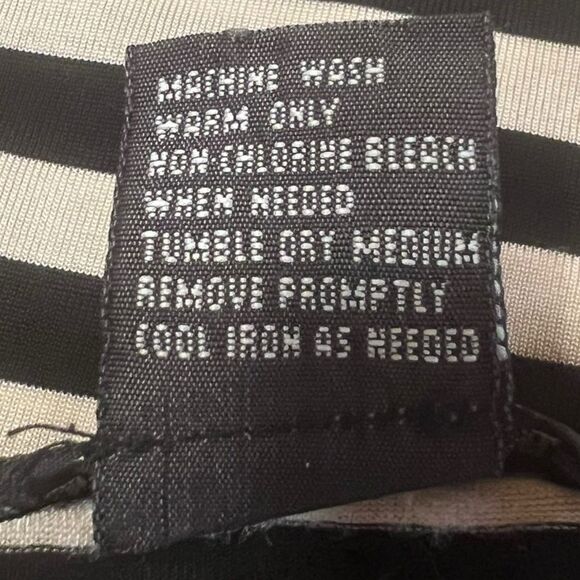 MACHINE WASH
WARM ONLY
NON-CHLORINE BLEACH
WHEN NEEDED
TUMBLE DRY MEDIUM
REMOVE PROMPTLY
COOL IRON AS NEEDED